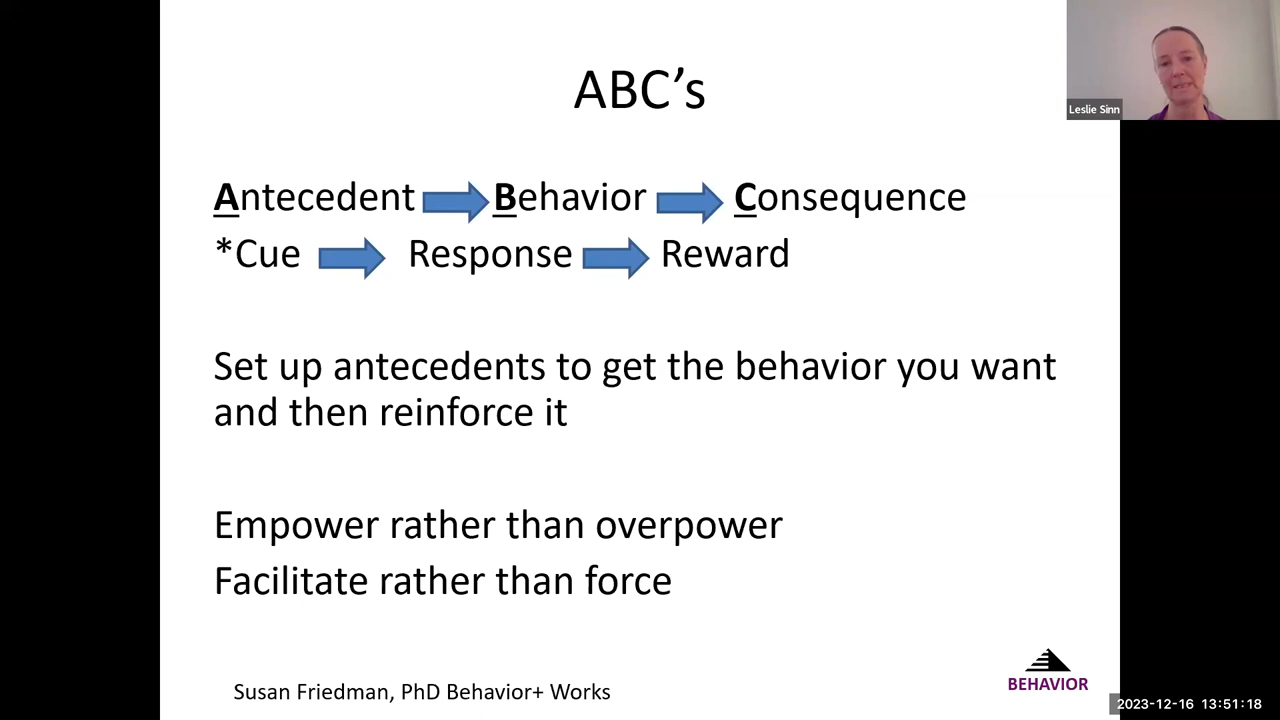 ABC’s
Leslie Sinn
Antecedent Behavior Consequence
*Cue Response Reward
Set up antecedents to get the behavior you want
and then reinforce it
Empower rather than overpower
Facilitate rather than force
Susan Friedman, PhD Behavior+ Works
BEHAVIOR
2023-12-16 13:51:18